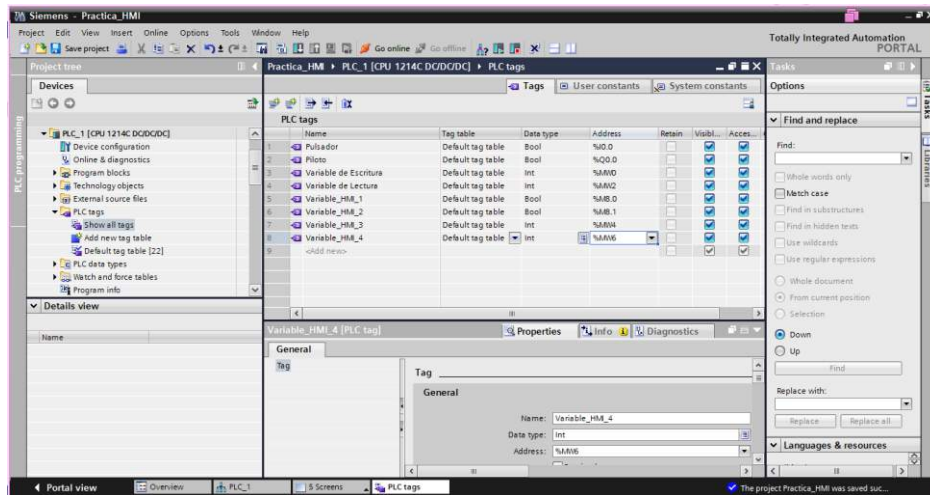 Siemens - Practica_HMI
Project Edit View Insert Online Options Tools Window Help
Totally Integrated Automation
PORTAL
Save project
Go online
Go offline
Project tree
Devices
PLC programming
PLC_1 [CPU 1214C DC/DC/DC]
Device configuration
Online & diagnostics
Program blocks
Technology objects
External source files
PLC tags
Show all tags
Add new tag table
Default tag table [22]
PLC data types
Watch and force tables
Program info
Details view
Name
Practica_HMI PLC_1 [CPU 1214C DC/DC/DC] PLC tags
Tags User constants System constants
PLC tags
Name Tag table Data type Address Retain Visibl... Acces...
1 Pulsador Default tag table Bool %I0.0
2 Piloto Default tag table Bool %Q0.0
3 Variable de Escritura Default tag table Int %MW0
4 Variable de Lectura Default tag table Int %MW2
5 Variable_HMI_1 Default tag table Bool %M8.0
6 Variable_HMI_2 Default tag table Bool %M8.1
7 Variable_HMI_3 Default tag table Int %MW4
8 Variable_HMI_4 Default tag table Int %MW6
9 <Add new>
Variable_HMI_4 [PLC tag]
Properties Info Diagnostics
General
Tag
Tag
General
Name: Variable_HMI_4
Data type: Int
Address: %MW6
Tasks
Options
Find and replace
Find:
Whole words only
Match case
Find in substructures
Find in hidden texts
Use wildcards
Use regular expressions
Whole document
From current position
Selection
Down
Up
Find
Replace with:
Replace Replace all
Languages & resources
Tasks
Libraries
Portal view Overview PLC_1 5 Screens PLC tags
The project Practica_HMI was saved suc...